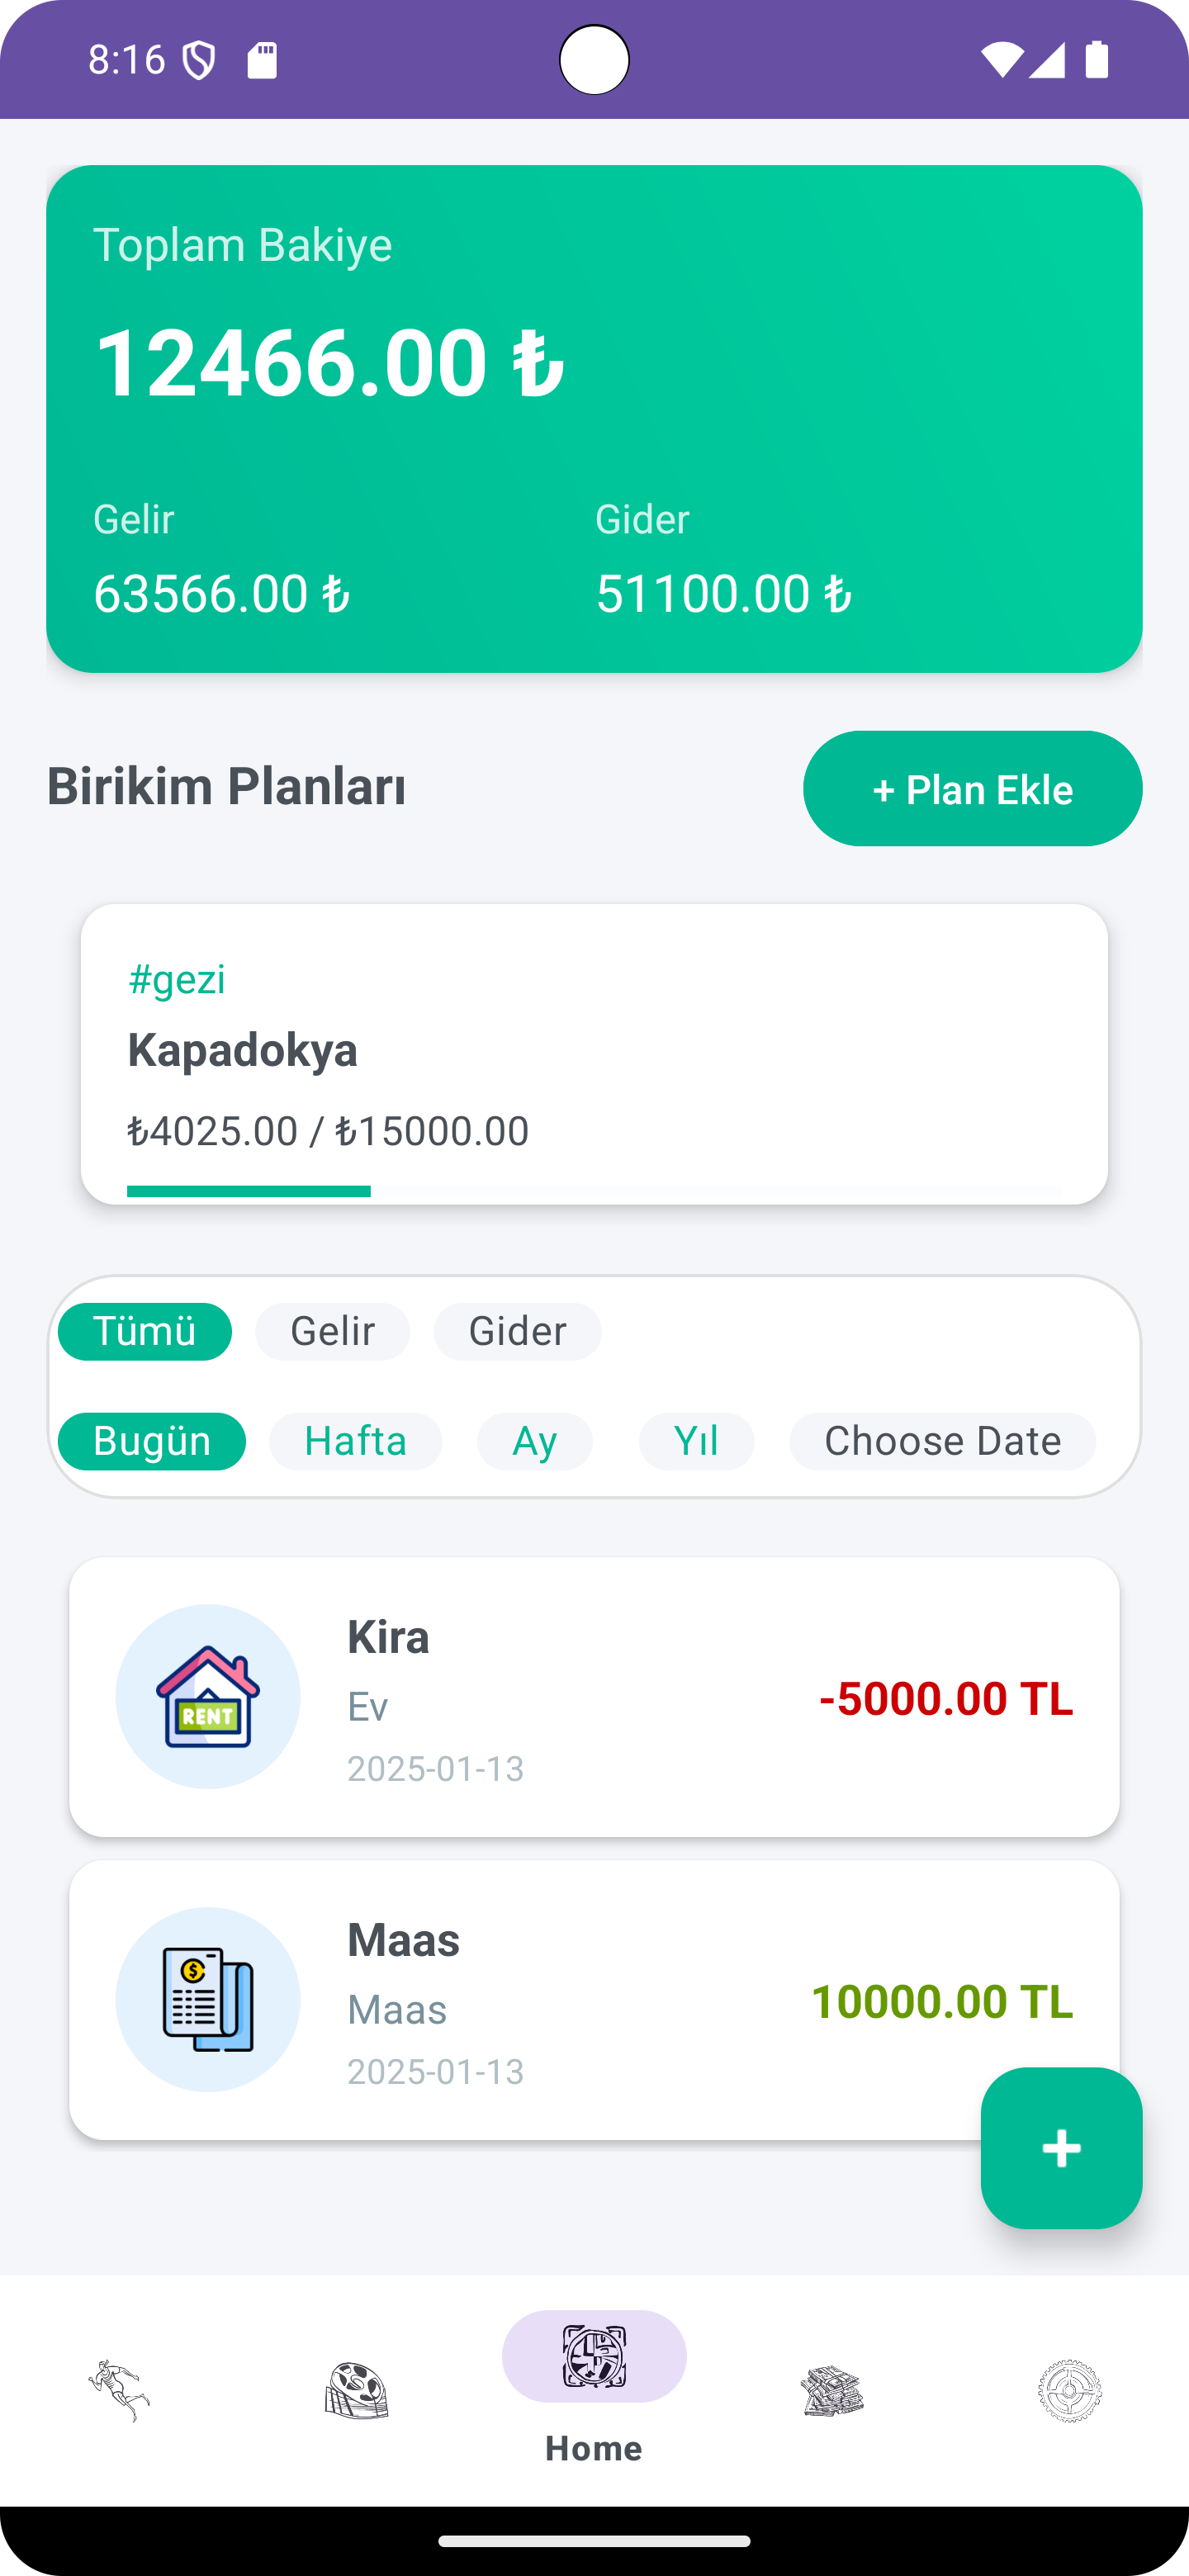 8:16
Toplam Bakiye
12466.00 ₺
Gelir
Gider
63566.00 ₺
51100.00 ₺
Birikim Planları
+ Plan Ekle
#gezi
Kapadokya
₺4025.00 / ₺15000.00
Tümü
Gelir
Gider
Bugün
Hafta
Ay
Yıl
Choose Date
RENT
Kira
Ev
2025-01-13
-5000.00 TL
$
Maas
Maas
2025-01-13
10000.00 TL
+
Home